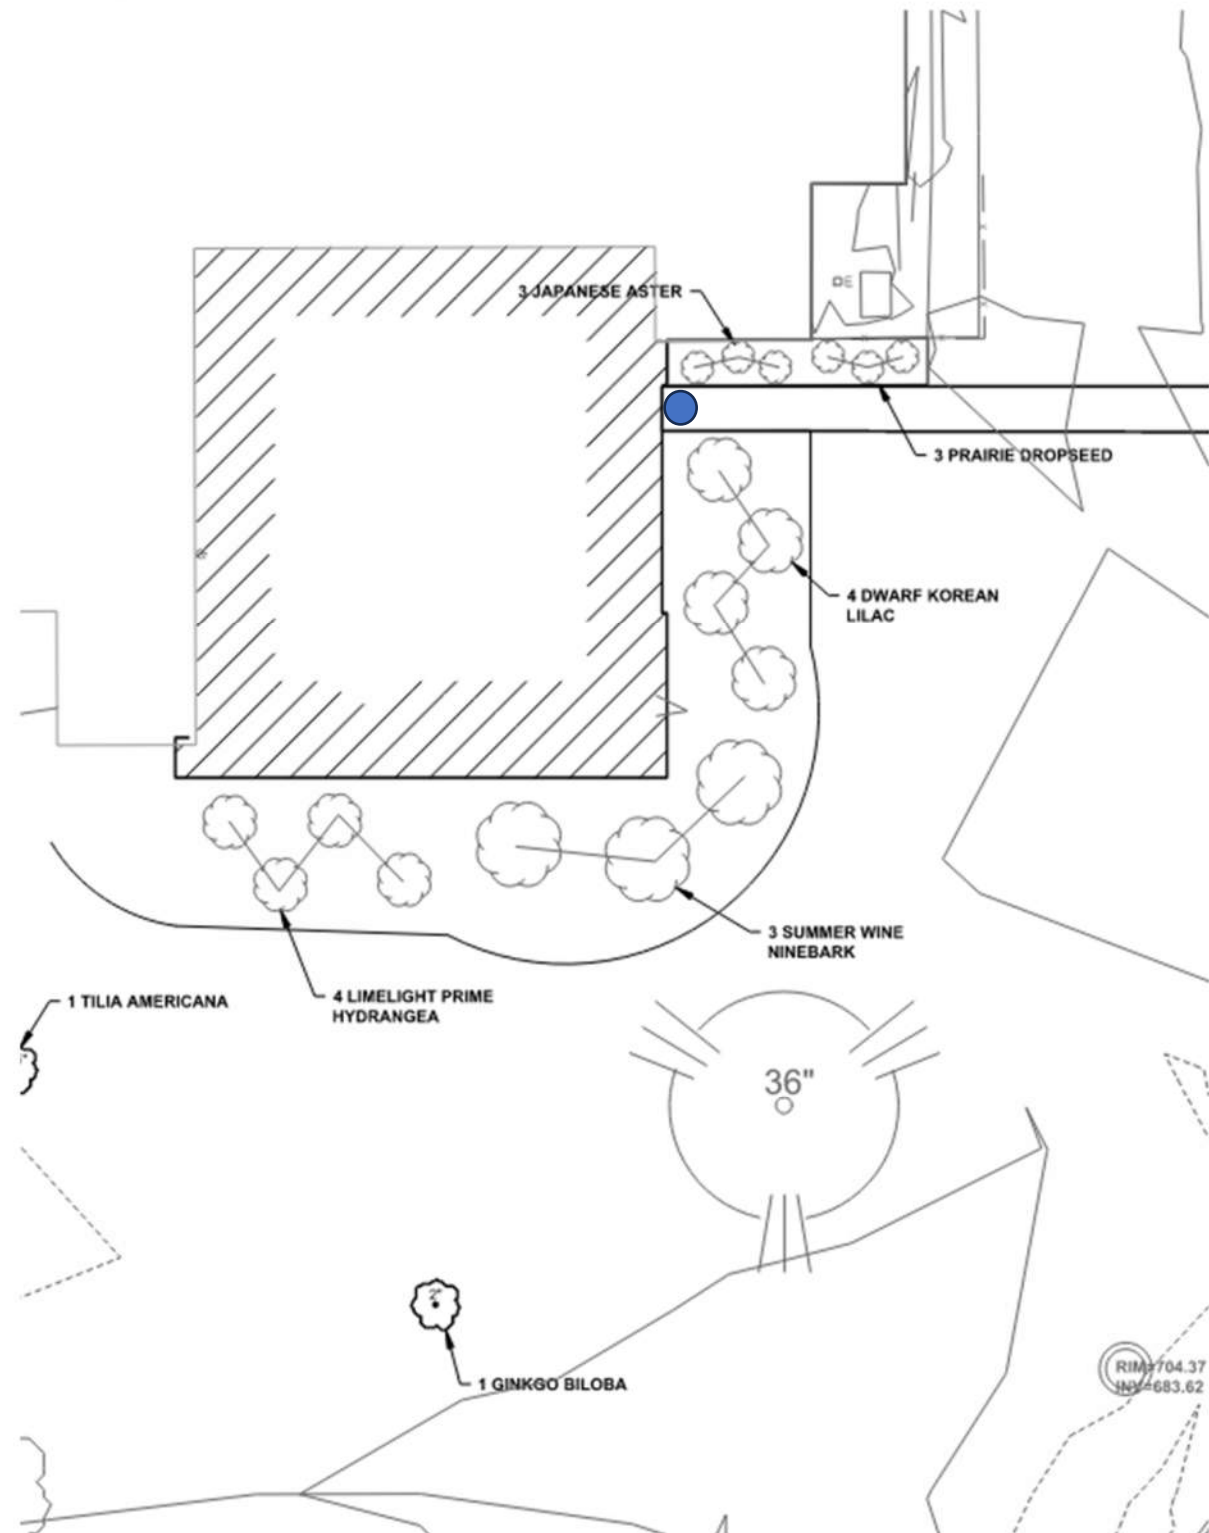 3 JAPANESE ASTER
3 PRAIRIE DROPSEED
4 DWARF KOREAN
LILAC
3 SUMMER WINE
NINEBARK
4 LIMELIGHT PRIME
HYDRANGEA
1 TILIA AMERICANA
36"
2"
1 GINKGO BILOBA
RIM=704.37
INV=683.62